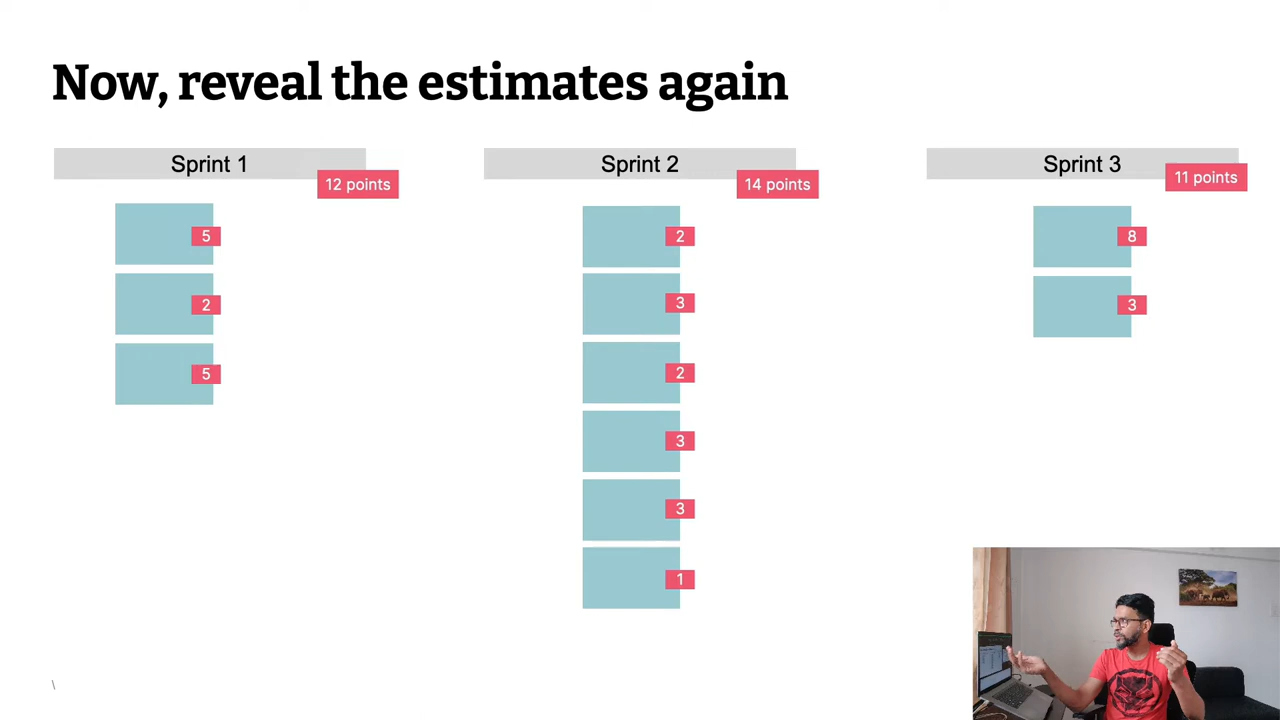 Now, reveal the estimates again
Sprint 1
12 points
5
2
5
Sprint 2
14 points
2
3
2
3
3
1
Sprint 3
11 points
8
3
\